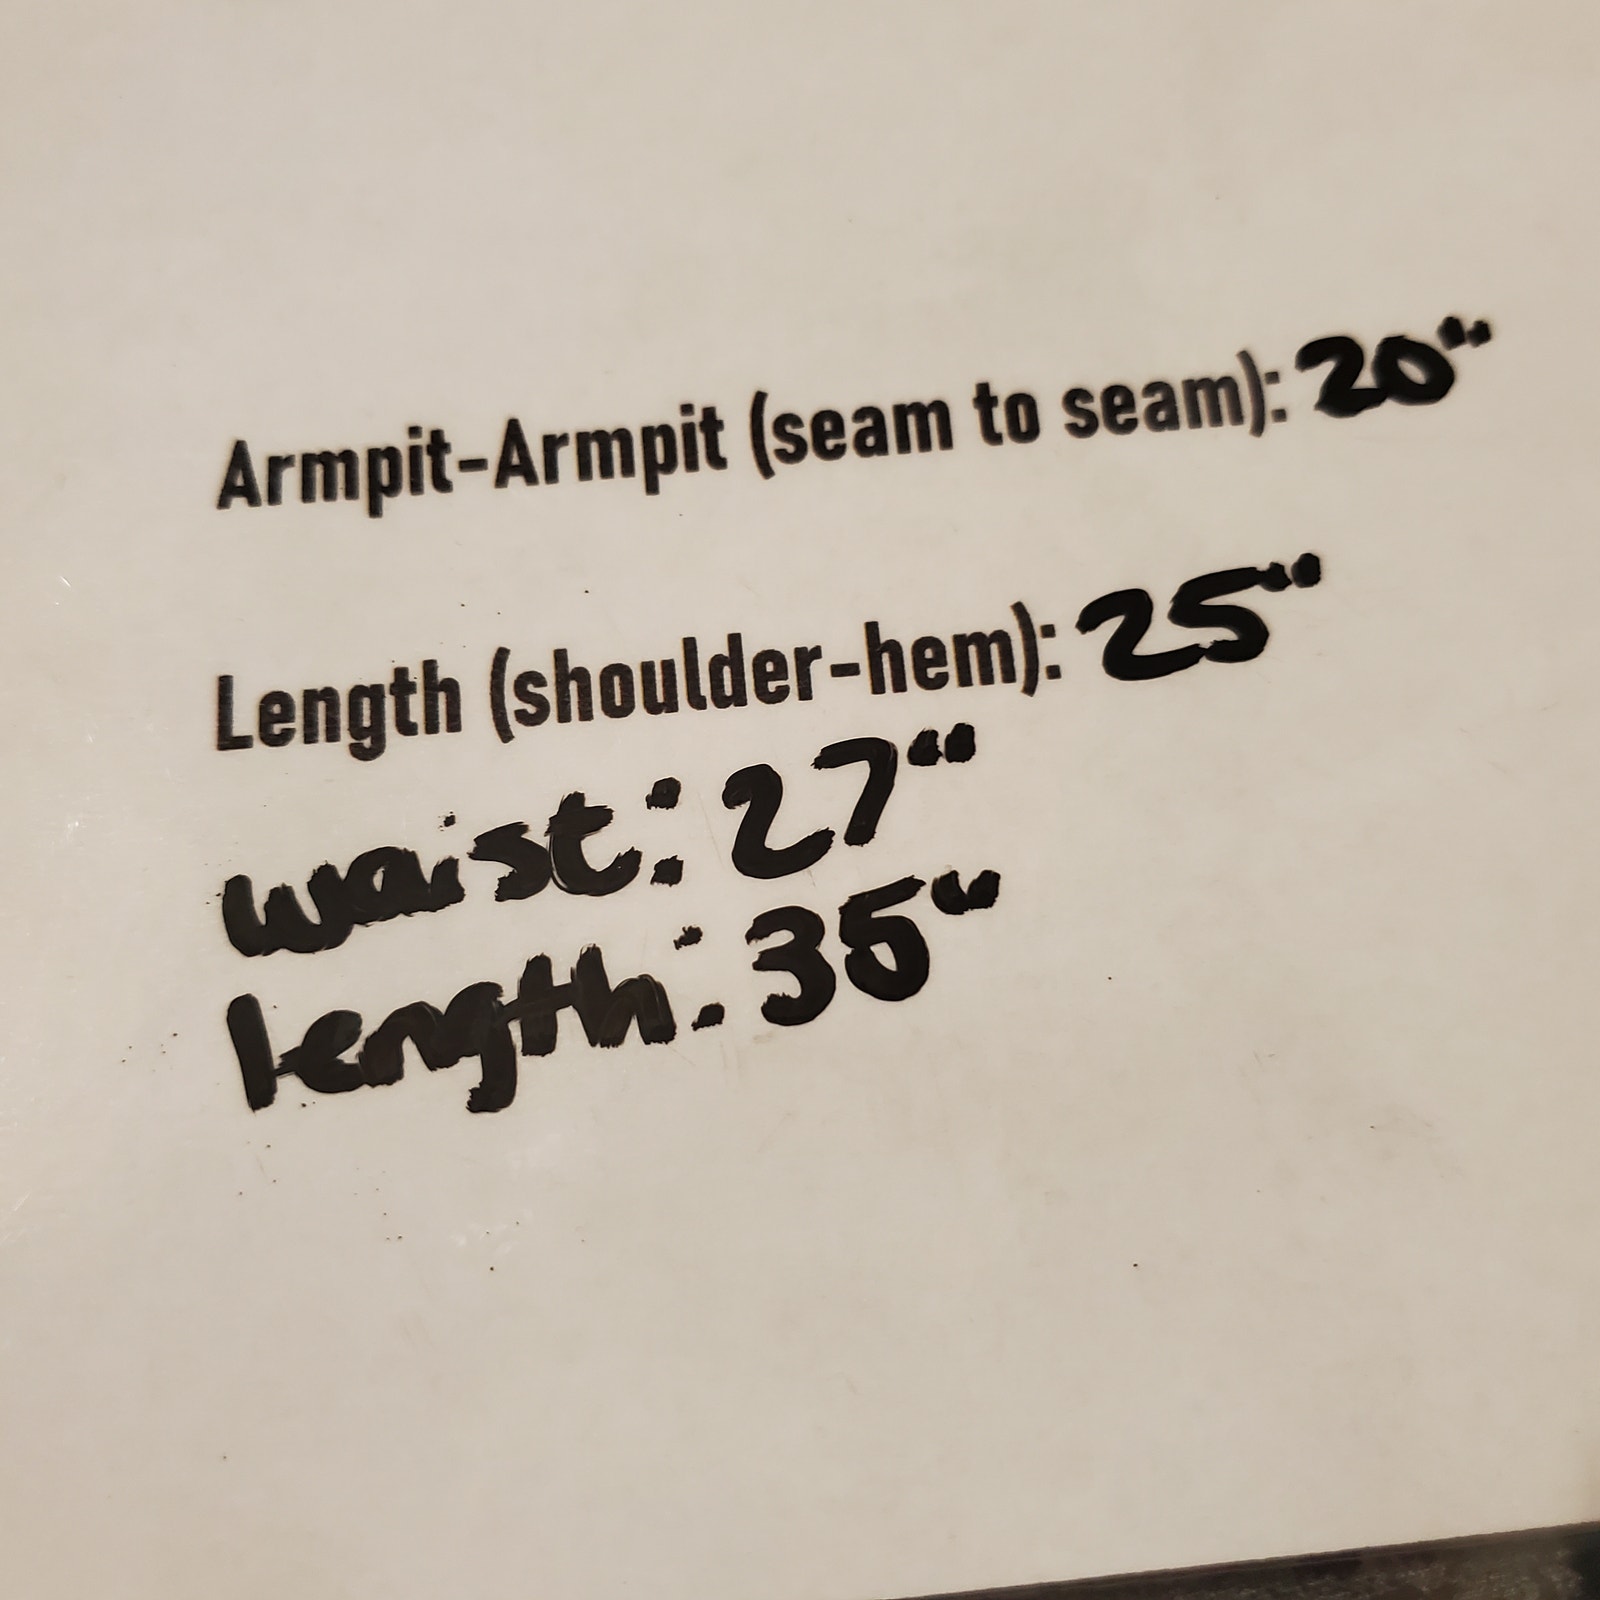 Armpit-Armpit (seam to seam): 20"
Length (shoulder-hem): 25"
waist: 27"
length: 35"